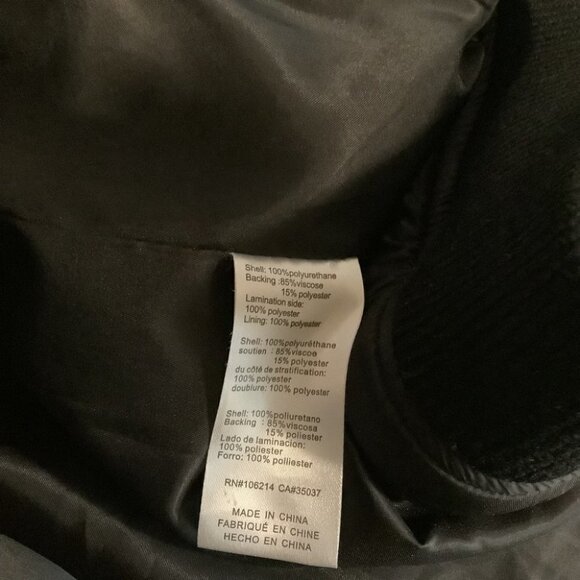 Shell: 100%polyurethane
Backing :85%viscose
15% polyester
Lamination side:
100% polyester
Lining: 100% polyester
Shell: 100%polyuréthane
soutien : 85%viscoe
15% polyester
du côté de stratification:
100% polyester
doublure: 100% polyester
Shell: 100%poliuretano
Backing : 85%viscosa
15% poliester
Lado de laminacion:
100% poliester
Forro: 100% poliiester
RN#106214 CA#35037
MADE IN CHINA
FABRIQUÉ EN CHINE
HECHO EN CHINA